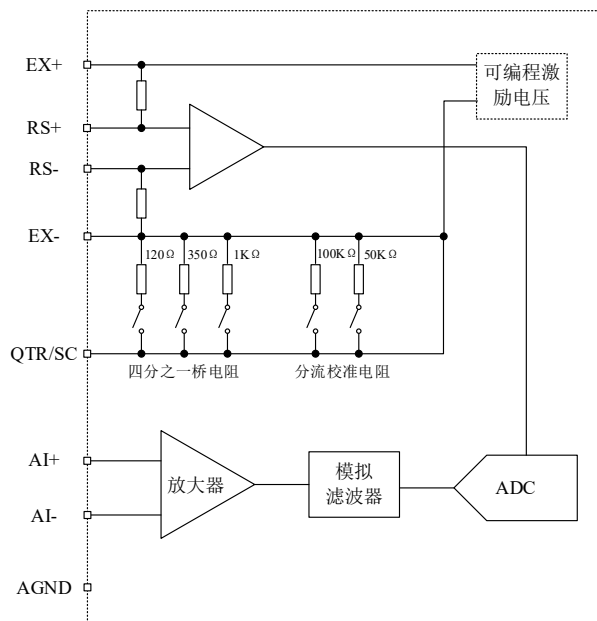 EX+
可编程激
励电压
RS+
RS-
EX-
120Ω
350Ω
1KΩ
100KΩ
50KΩ
QTR/SC
四分之一桥电阻
分流校准电阻
AI+
放大器
模拟
滤波器
ADC
AI-
AGND